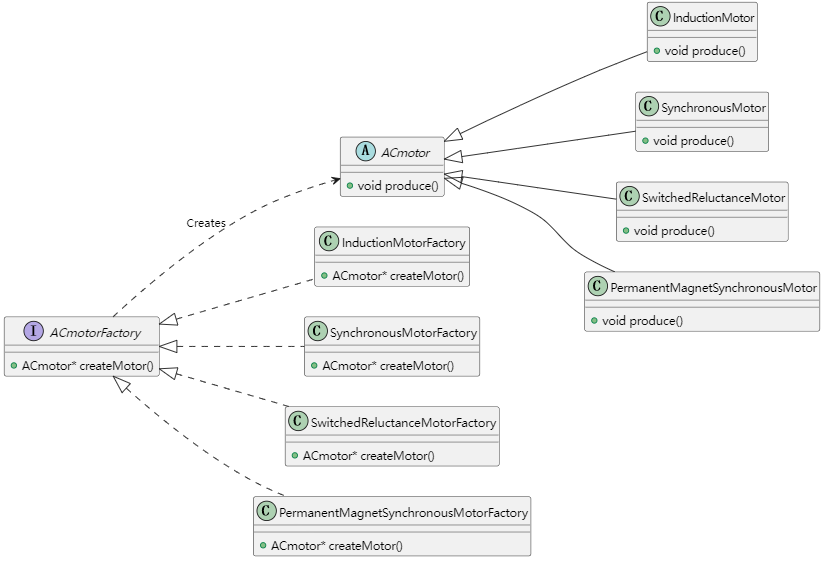 C InductionMotor
void produce()
C SynchronousMotor
void produce()
A ACmotor
void produce()
C SwitchedReluctanceMotor
void produce()
Creates
C InductionMotorFactory
ACmotor* createMotor()
C PermanentMagnetSynchronousMotor
void produce()
I ACmotorFactory
ACmotor* createMotor()
C SynchronousMotorFactory
ACmotor* createMotor()
C SwitchedReluctanceMotorFactory
ACmotor* createMotor()
C PermanentMagnetSynchronousMotorFactory
ACmotor* createMotor()